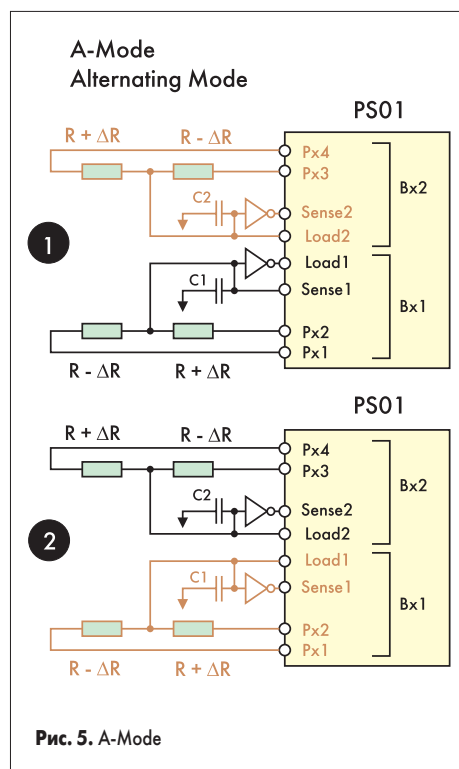 A-Mode
Alternating Mode
PS01
R + ΔR R - ΔR
Px4
Px3
C2
Sense2
Load2
Bx2
1
Load1
C1
Sense1
Bx1
Px2
Px1
R - ΔR R + ΔR
PS01
R + ΔR R - ΔR
Px4
Px3
C2
Sense2
Load2
Bx2
2
Load1
C1
Sense1
Bx1
Px2
Px1
R - ΔR R + ΔR
Рис. 5. A-Mode